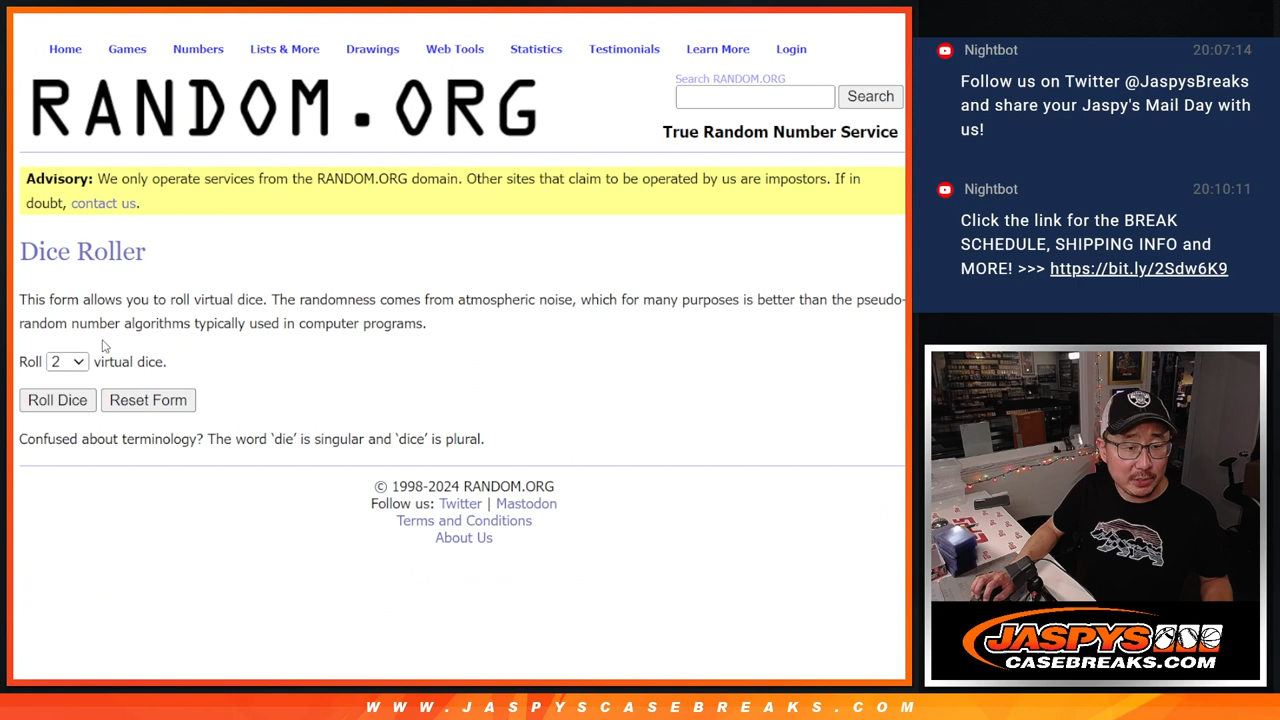 Home Games Numbers Lists & More Drawings Web Tools Statistics Testimonials Learn More Login
RANDOM.ORG
Search RANDOM.ORG
Search
True Random Number Service
Advisory: We only operate services from the RANDOM.ORG domain. Other sites that claim to be operated by us are impostors. If in
doubt, contact us.
Dice Roller
This form allows you to roll virtual dice. The randomness comes from atmospheric noise, which for many purposes is better than the pseudo-
random number algorithms typically used in computer programs.
Roll 2 virtual dice.
Roll Dice Reset Form
Confused about terminology? The word ‘die’ is singular and ‘dice’ is plural.
© 1998-2024 RANDOM.ORG
Follow us: Twitter | Mastodon
Terms and Conditions
About Us
Nightbot 20:07:14
Follow us on Twitter @JaspysBreaks
and share your Jaspy's Mail Day with
us!
Nightbot 20:10:11
Click the link for the BREAK
SCHEDULE, SHIPPING INFO and
MORE! >>> https://bit.ly/2Sdw6K9
JASPYS
CASEBREAKS.COM
WWW.JASPYSCASEBREAKS.COM